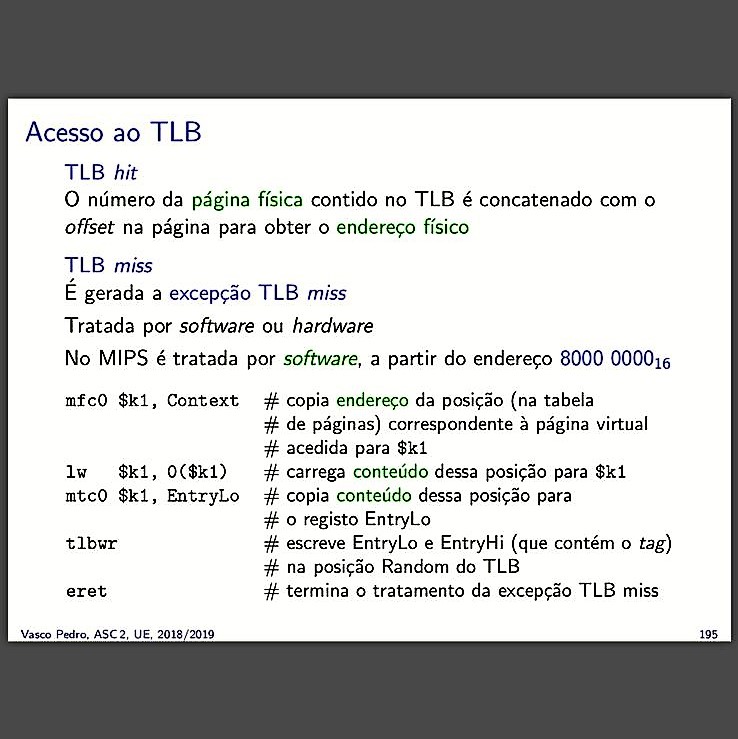 Acesso ao TLB
TLB hit
O número da página física contido no TLB é concatenado com o
offset na página para obter o endereço físico
TLB miss
É gerada a excepção TLB miss
Tratada por software ou hardware
No MIPS é tratada por software, a partir do endereço 8000 0000₁₆
mfc0 $k1, Context # copia endereço da posição (na tabela
# de páginas) correspondente à página virtual
# acedida para $k1
lw $k1, 0($k1) # carrega conteúdo dessa posição para $k1
mtc0 $k1, EntryLo # copia conteúdo dessa posição para
# o registo EntryLo
tlbwr # escreve EntryLo e EntryHi (que contém o tag)
# na posição Random do TLB
eret # termina o tratamento da excepção TLB miss
Vasco Pedro, ASC2, UE, 2018/2019 195